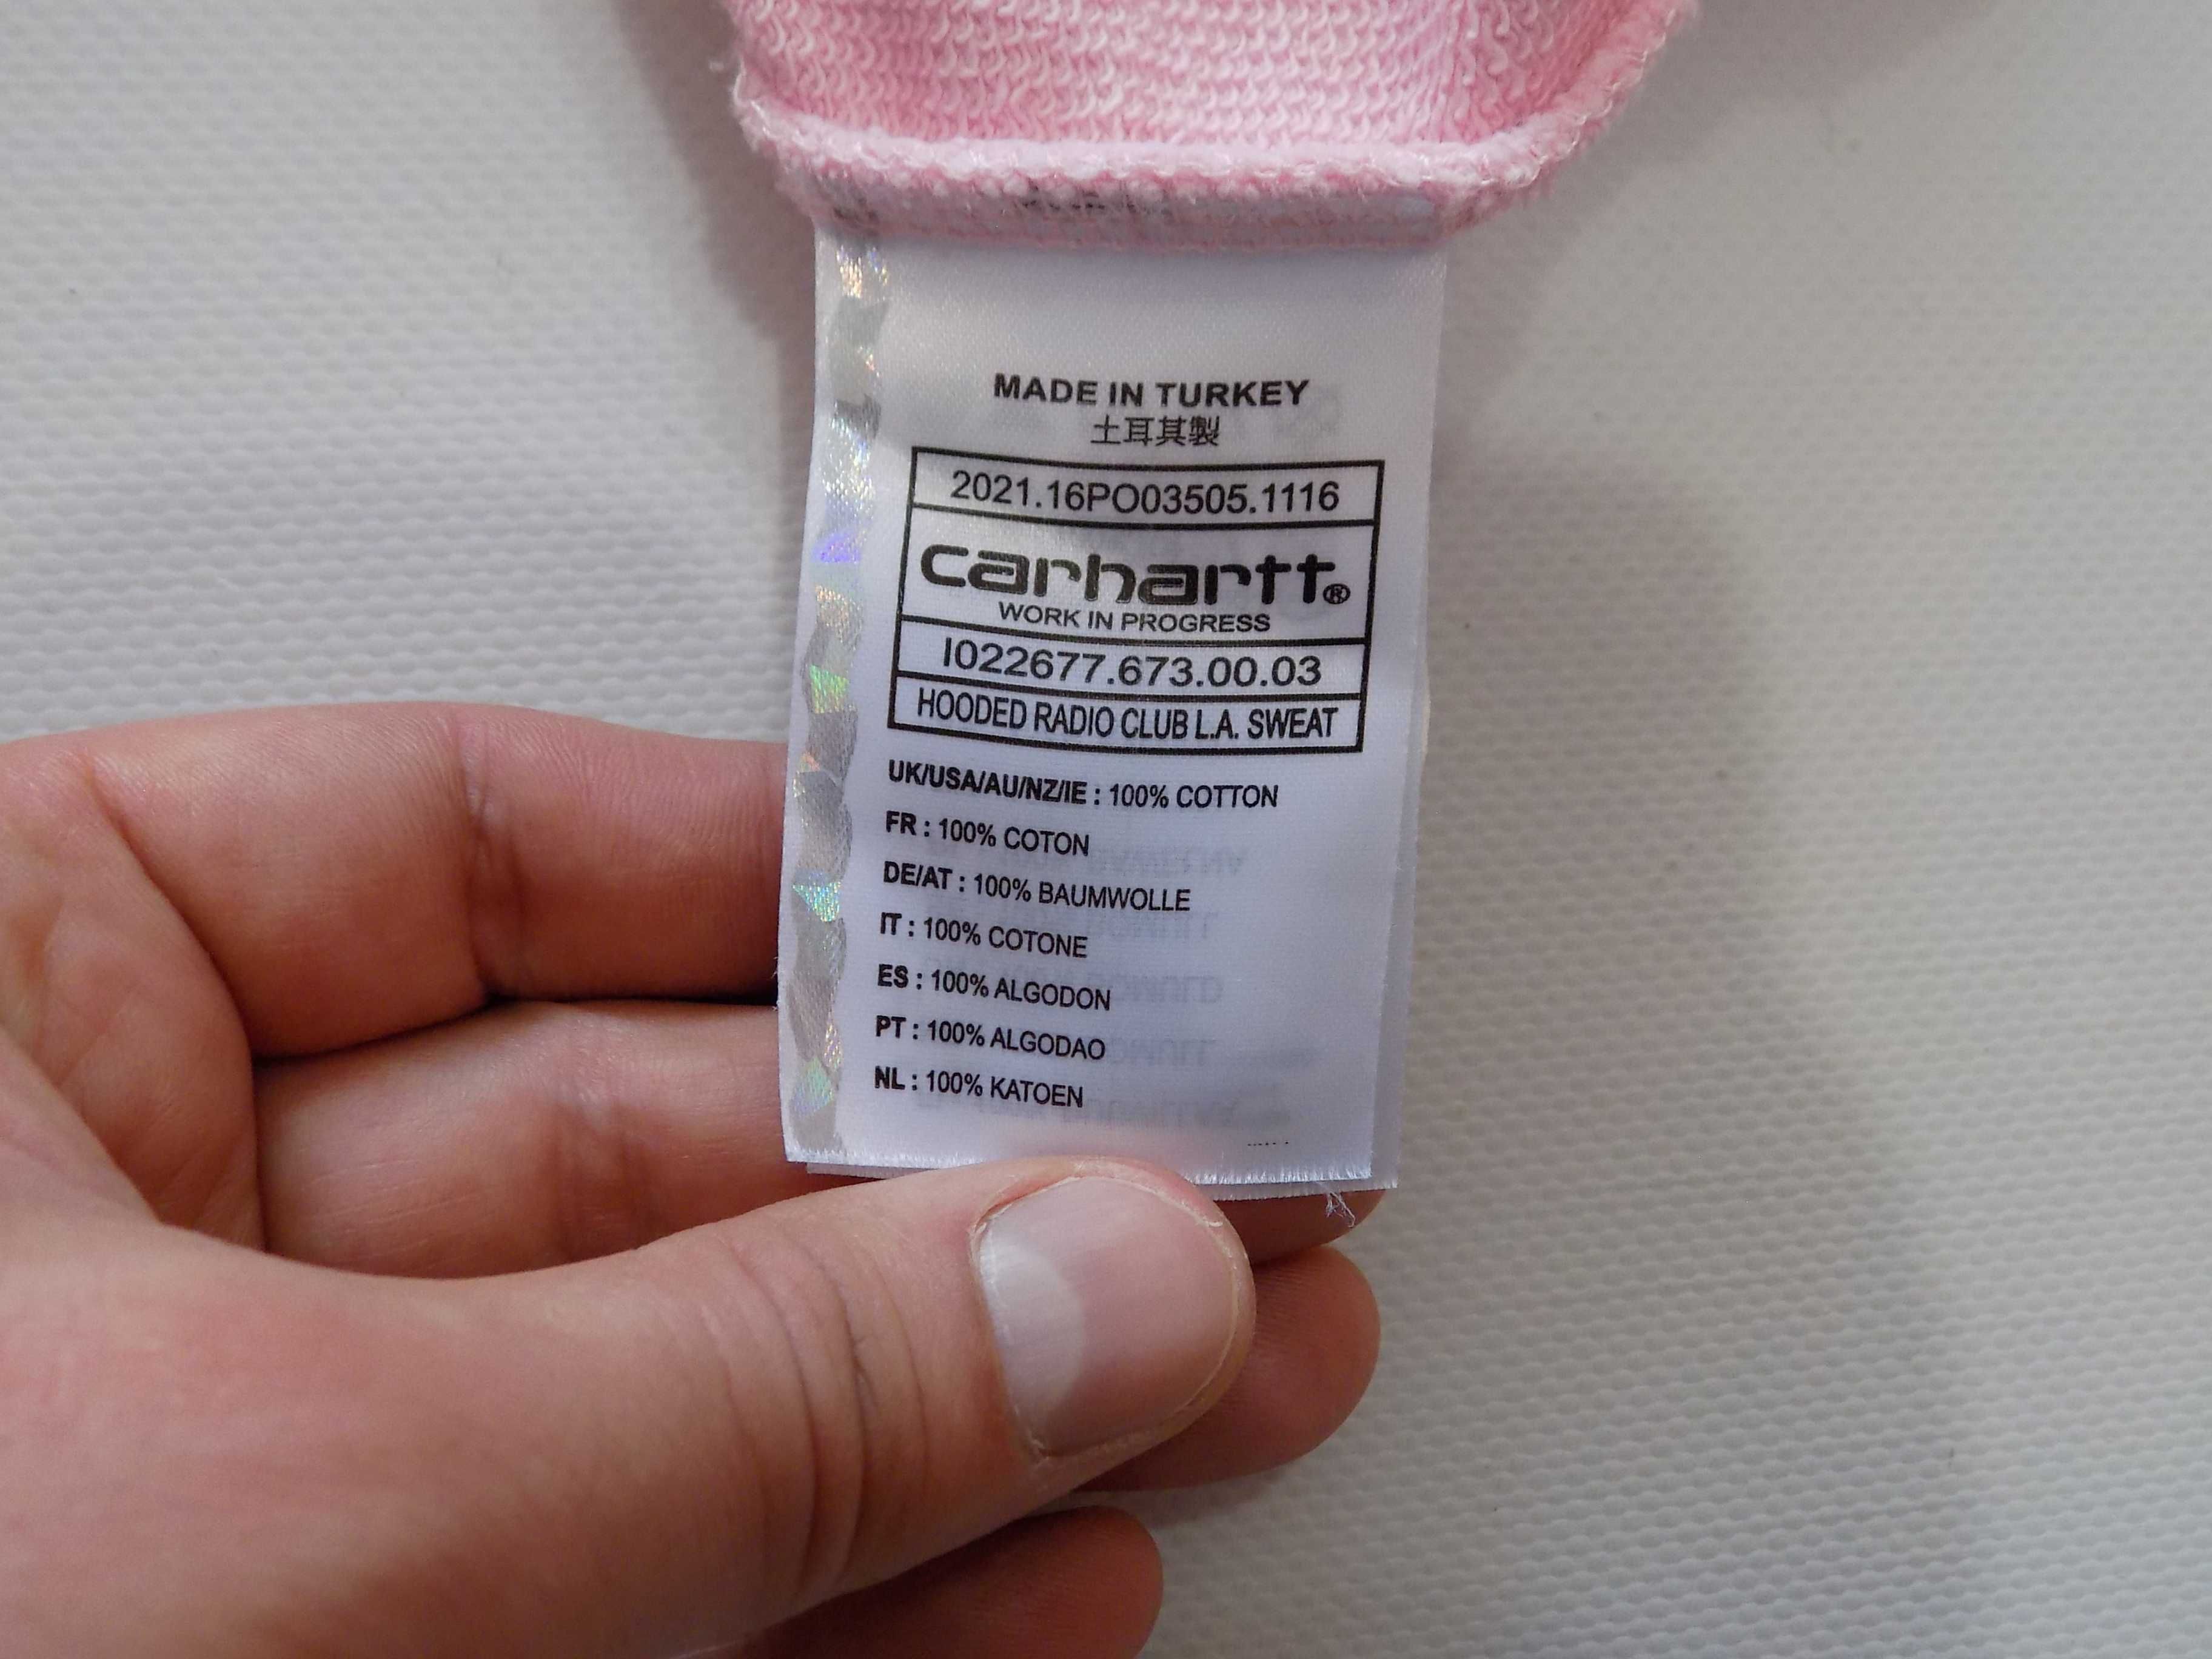 MADE IN TURKEY
土耳其製
2021.16PO03505.1116
carhartt®
WORK IN PROGRESS
I022677.673.00.03
HOODED RADIO CLUB L.A. SWEAT
UK/USA/AU/NZ/IE : 100% COTTON
FR : 100% COTON
DE/AT : 100% BAUMWOLLE
IT : 100% COTONE
ES : 100% ALGODON
PT : 100% ALGODAO
NL : 100% KATOEN